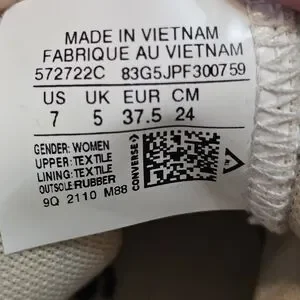 MADE IN VIETNAM
FABRIQUE AU VIETNAM
572722C 83G5JPF300759
US UK EUR CM
7 5 37.5 24
GENDER: WOMEN
UPPER: TEXTILE
LINING: TEXTILE
OUTSOLE: RUBBER
9Q 2110 M88
CONVERSE